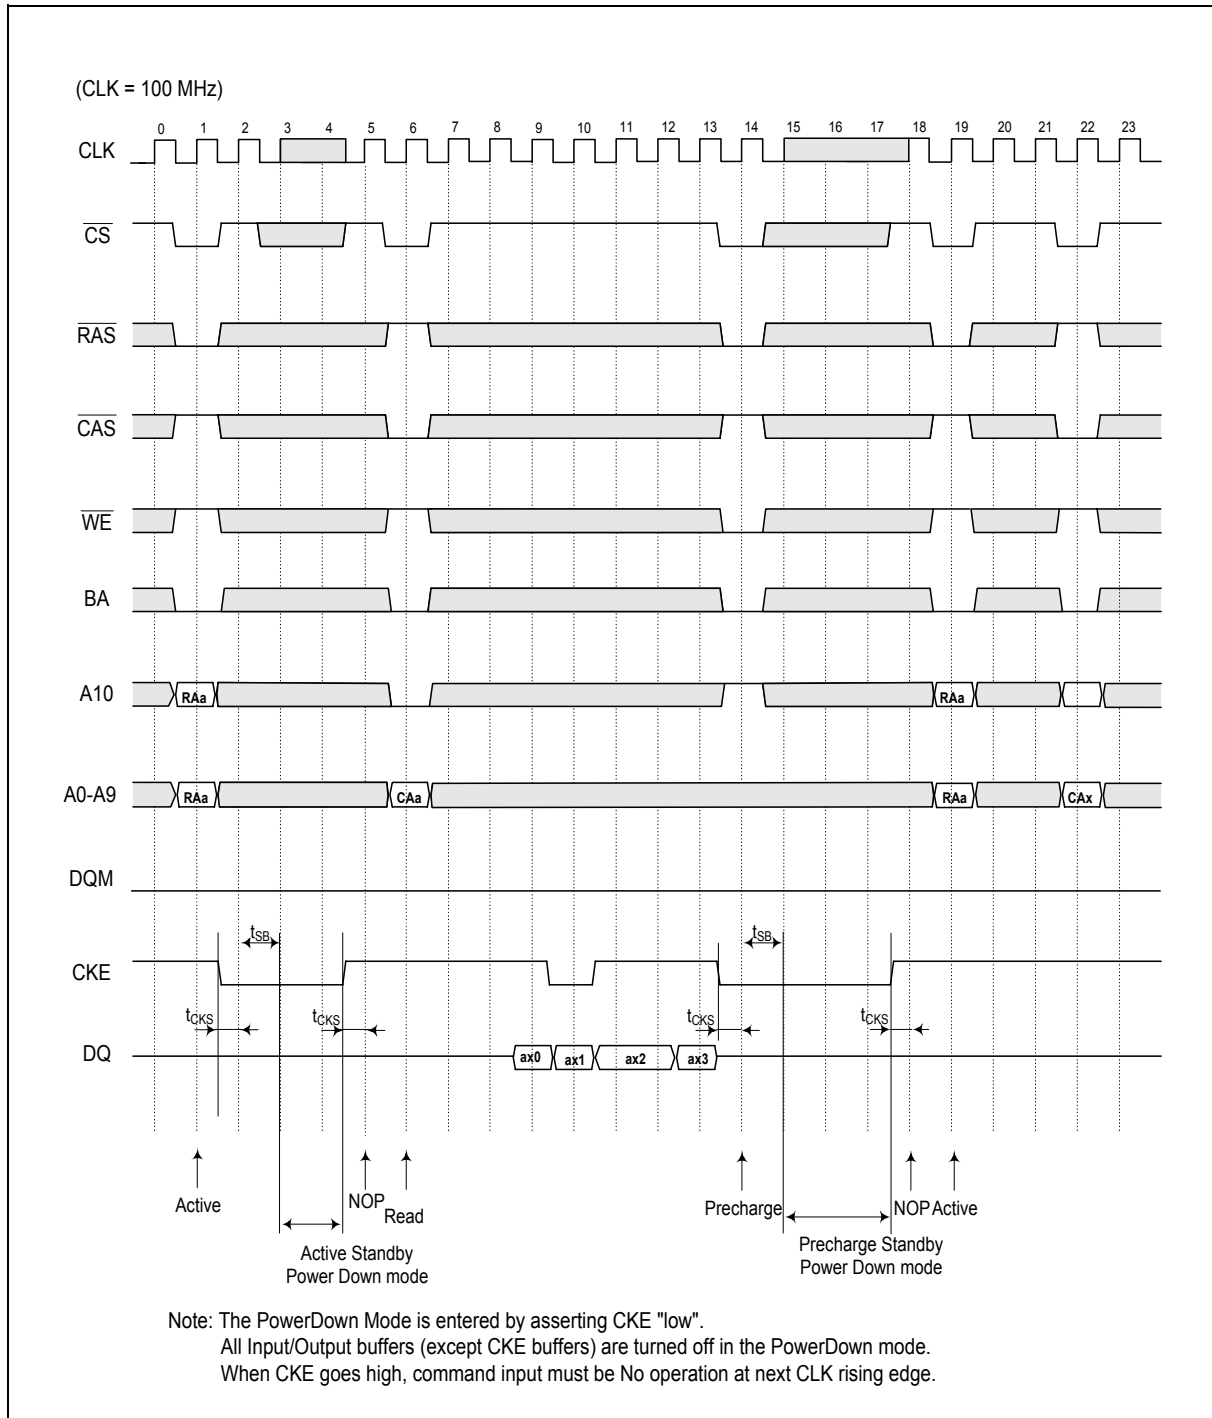 (CLK = 100 MHz)
0 1 2 3 4 5 6 7 8 9 10 11 12 13 14 15 16 17 18 19 20 21 22 23
CLK
CS
RAS
CAS
WE
BA
A10 RAa RAa
A0-A9 RAa CAa RAa CAx
DQM
tSB tSB
CKE
tCKS tCKS tCKS tCKS
DQ ax0 ax1 ax2 ax3
Active NOP Read Precharge NOP Active
Active Standby
Power Down mode
Precharge Standby
Power Down mode
Note: The PowerDown Mode is entered by asserting CKE "low".
All Input/Output buffers (except CKE buffers) are turned off in the PowerDown mode.
When CKE goes high, command input must be No operation at next CLK rising edge.